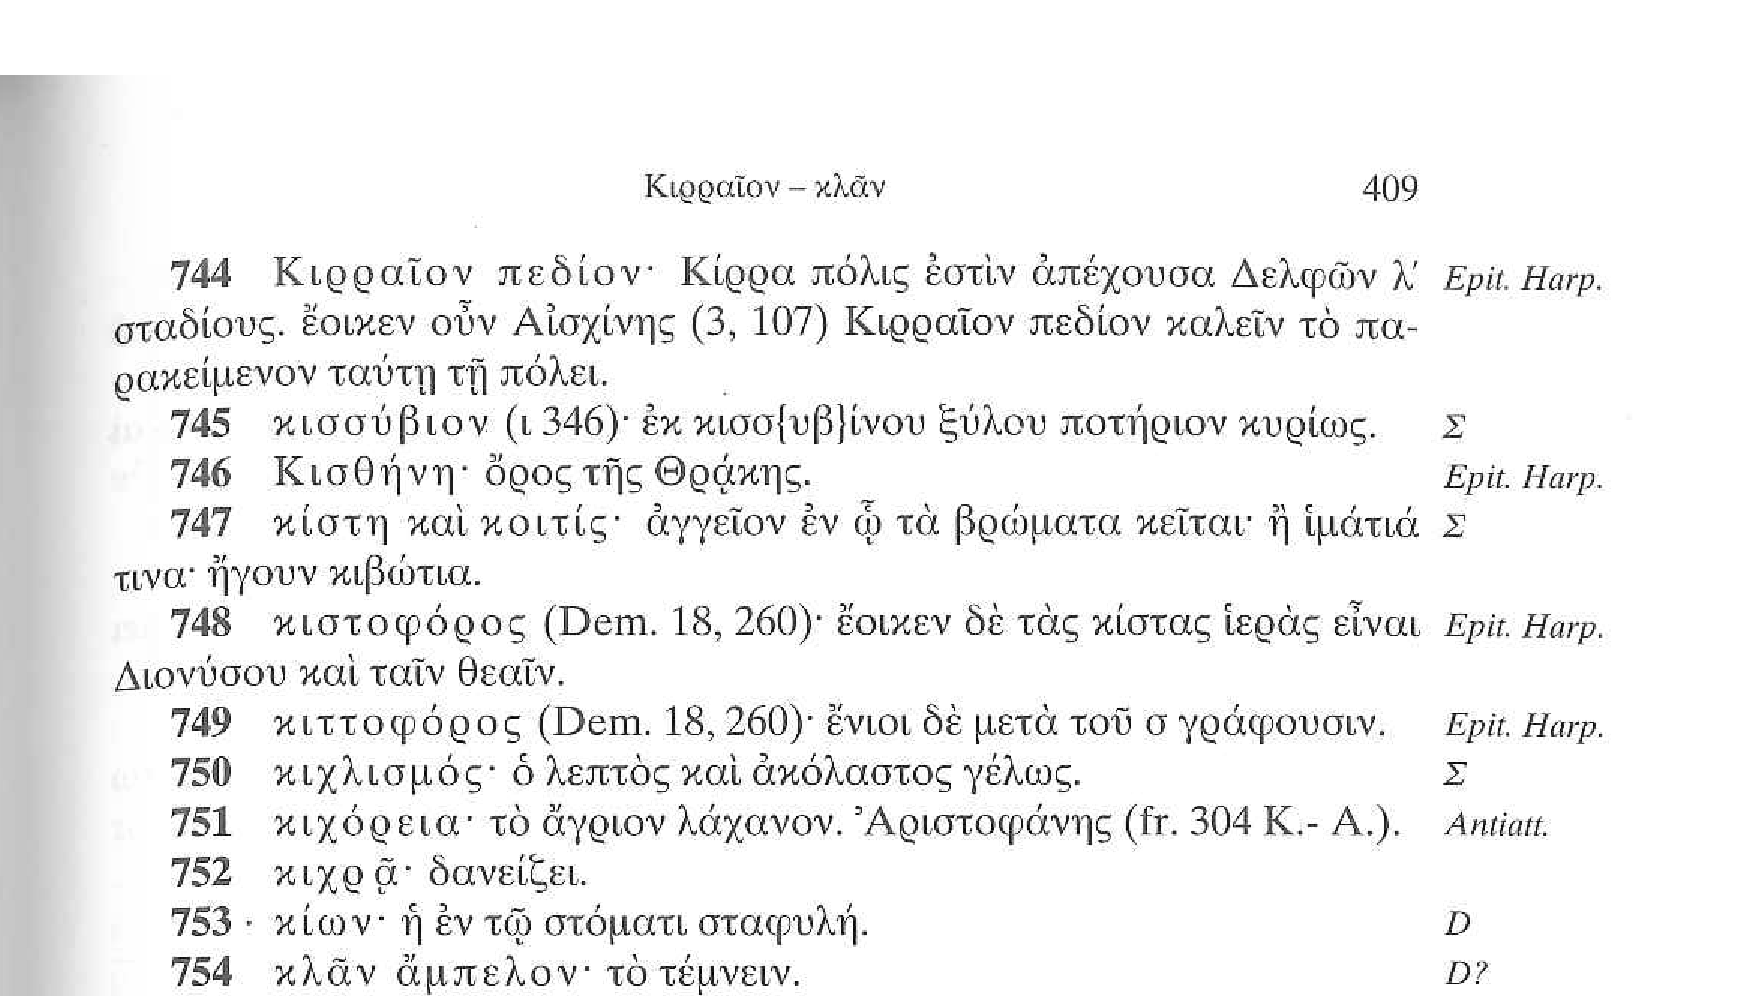 Κιρραῖον – κλᾶν 409
744 Κιρραῖον πεδίον· Κίρρα πόλις ἐστὶν ἀπέχουσα Δελφῶν λ′ Epit. Harp.
σταδίους. ἔοικεν οὖν Αἰσχίνης (3, 107) Κιρραῖον πεδίον καλεῖν τὸ πα-
ρακείμενον ταύτῃ τῇ πόλει.
745 κισσύβιον (ι 346)· ἐκ κισσ{υβ}ίνου ξύλου ποτήριον κυρίως. Σ
746 Κισθήνη· ὄρος τῆς Θρᾴκης. Epit. Harp.
747 κίστη καὶ κοιτίς· ἀγγεῖον ἐν ᾧ τὰ βρώματα κεῖται· ἢ ἱμάτιά Σ
τινα· ἤγουν κιβώτια.
748 κιστοφόρος (Dem. 18, 260)· ἔοικεν δὲ τὰς κίστας ἱερὰς εἶναι Epit. Harp.
Διονύσου καὶ ταῖν θεαῖν.
749 κιττοφόρος (Dem. 18, 260)· ἔνιοι δὲ μετὰ τοῦ σ γράφουσιν. Epit. Harp.
750 κιχλισμός· ὁ λεπτὸς καὶ ἀκόλαστος γέλως. Σ
751 κιχόρεια· τὸ ἄγριον λάχανον. Ἀριστοφάνης (fr. 304 K.- A.). Antiatt.
752 κιχρᾷ· δανείζει.
753 κίων· ἡ ἐν τῷ στόματι σταφυλή. D
754 κλᾶν ἄμπελον· τὸ τέμνειν. D?